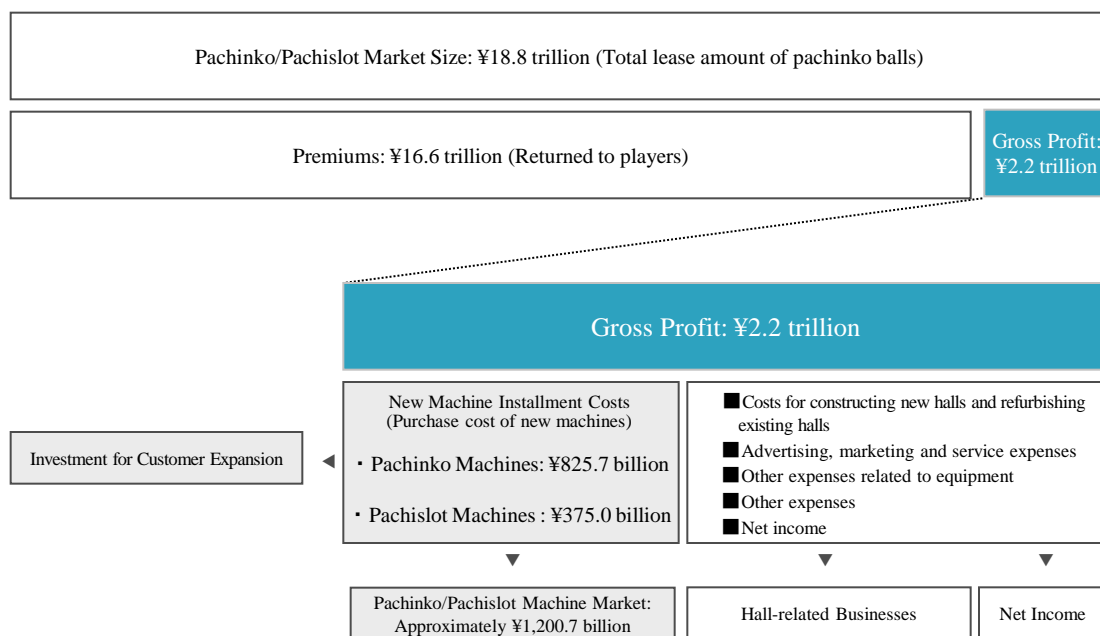 Pachinko/Pachislot Market Size: ¥18.8 trillion (Total lease amount of pachinko balls)
Premiums: ¥16.6 trillion (Returned to players)
Gross Profit:
¥2.2 trillion
Gross Profit: ¥2.2 trillion
New Machine Installment Costs
(Purchase cost of new machines)
・Pachinko Machines: ¥825.7 billion
・Pachislot Machines : ¥375.0 billion
■Costs for constructing new halls and refurbishing
existing halls
■Advertising, marketing and service expenses
■Other expenses related to equipment
■Other expenses
■Net income
Investment for Customer Expansion
Pachinko/Pachislot Machine Market:
Approximately ¥1,200.7 billion
Hall-related Businesses
Net Income